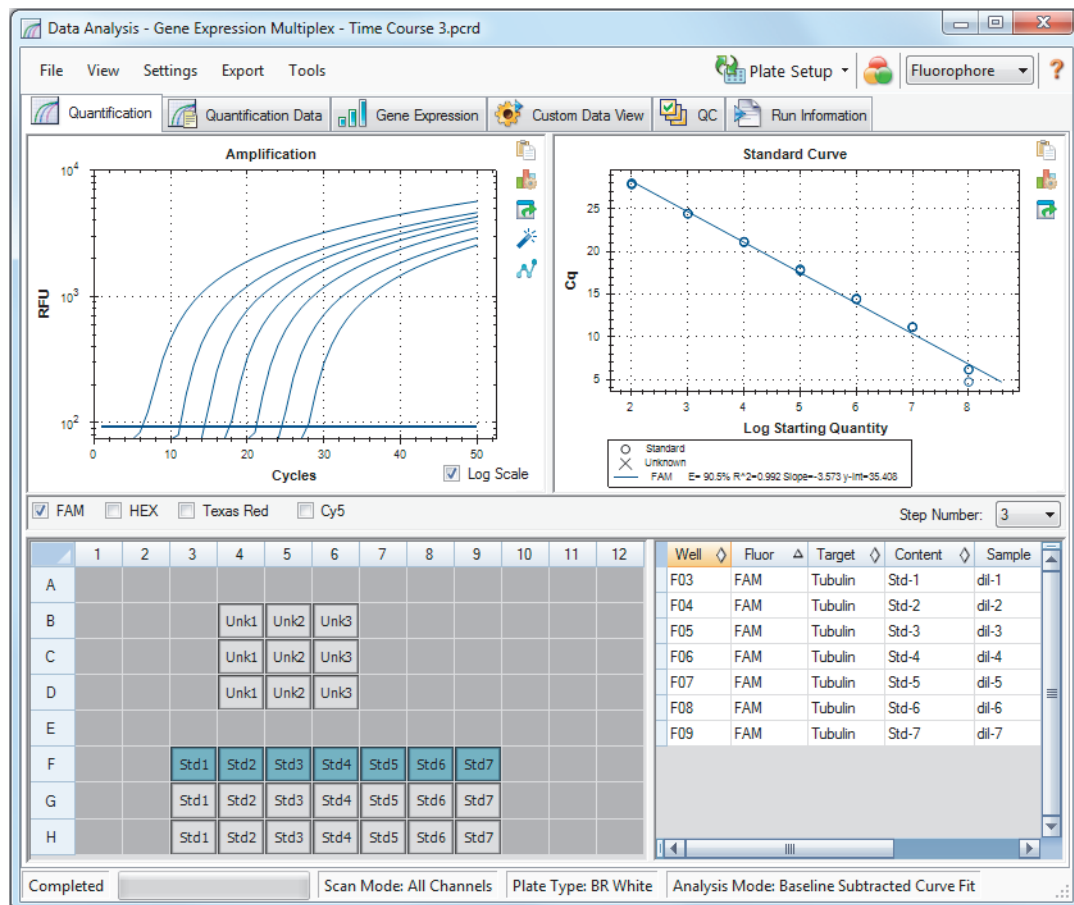 Data Analysis - Gene Expression Multiplex - Time Course 3.pcrd
File View Settings Export Tools Plate Setup Fluorophore ?
Quantification Quantification Data Gene Expression Custom Data View QC Run Information
Amplification
10^4
10^3
10^2
RFU
0 10 20 30 40 50
Cycles
Log Scale
Standard Curve
25
20
15
10
5
Cq
2 3 4 5 6 7 8
Log Starting Quantity
Standard
Unknown
FAM E= 90.5% R^2=0.992 Slope=-3.573 y-int=35.408
FAM HEX Texas Red Cy5 Step Number: 3
1 2 3 4 5 6 7 8 9 10 11 12
A
B Unk1 Unk2 Unk3
C Unk1 Unk2 Unk3
D Unk1 Unk2 Unk3
E
F Std1 Std2 Std3 Std4 Std5 Std6 Std7
G Std1 Std2 Std3 Std4 Std5 Std6 Std7
H Std1 Std2 Std3 Std4 Std5 Std6 Std7
Well Fluor Target Content Sample
F03 FAM Tubulin Std-1 dil-1
F04 FAM Tubulin Std-2 dil-2
F05 FAM Tubulin Std-3 dil-3
F06 FAM Tubulin Std-4 dil-4
F07 FAM Tubulin Std-5 dil-5
F08 FAM Tubulin Std-6 dil-6
F09 FAM Tubulin Std-7 dil-7
Completed Scan Mode: All Channels Plate Type: BR White Analysis Mode: Baseline Subtracted Curve Fit